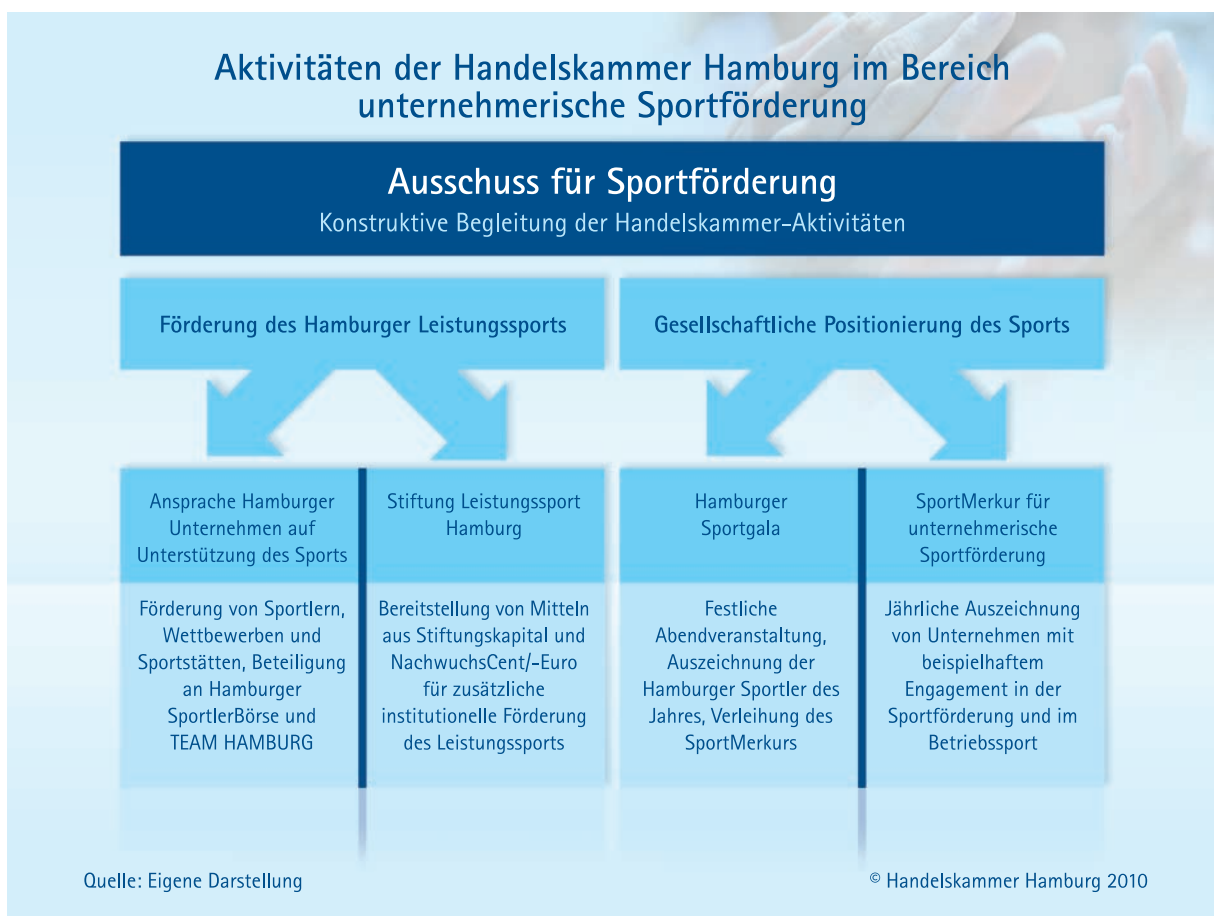 Aktivitäten der Handelskammer Hamburg im Bereich
unternehmerische Sportförderung
Ausschuss für Sportförderung
Konstruktive Begleitung der Handelskammer-Aktivitäten
Förderung des Hamburger Leistungssports
Gesellschaftliche Positionierung des Sports
Ansprache Hamburger
Unternehmen auf
Unterstützung des Sports
Förderung von Sportlern,
Wettbewerben und
Sportstätten, Beteiligung
an Hamburger
SportlerBörse und
TEAM HAMBURG
Stiftung Leistungssport
Hamburg
Bereitstellung von Mitteln
aus Stiftungskapital und
NachwuchsCent/-Euro
für zusätzliche
institutionelle Förderung
des Leistungssports
Hamburger
Sportgala
Festliche
Abendveranstaltung,
Auszeichnung der
Hamburger Sportler des
Jahres, Verleihung des
SportMerkurs
SportMerkur für
unternehmerische
Sportförderung
Jährliche Auszeichnung
von Unternehmen mit
beispielhaftem
Engagement in der
Sportförderung und im
Betriebssport
Quelle: Eigene Darstellung
© Handelskammer Hamburg 2010